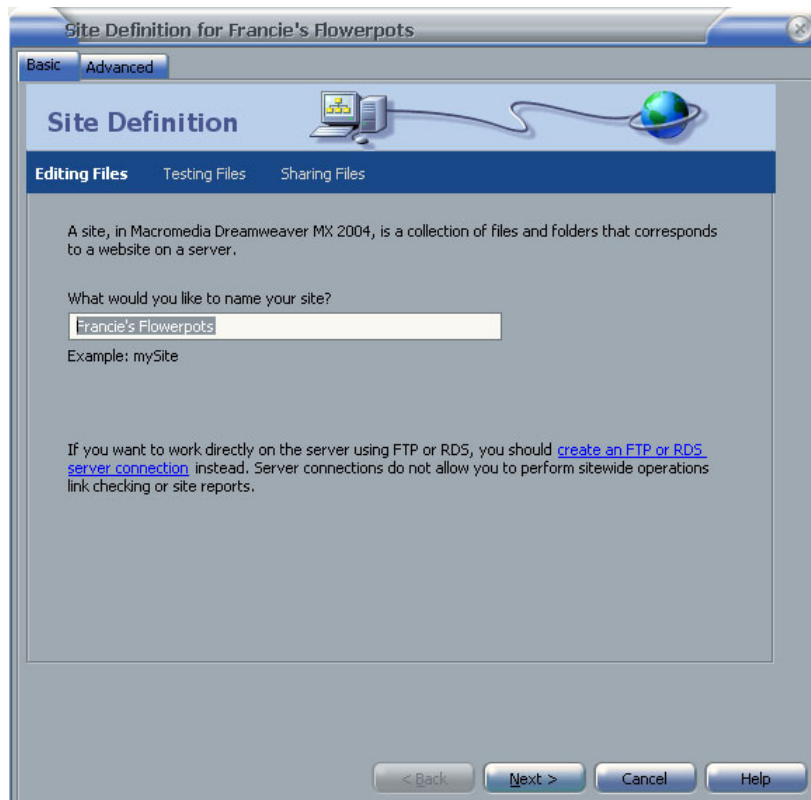 Site Definition for Francie's Flowerpots
Basic Advanced
Site Definition
Editing Files Testing Files Sharing Files
A site, in Macromedia Dreamweaver MX 2004, is a collection of files and folders that corresponds
to a website on a server.
What would you like to name your site?
Francie's Flowerpots
Example: mySite
If you want to work directly on the server using FTP or RDS, you should create an FTP or RDS
server connection instead. Server connections do not allow you to perform sitewide operations
link checking or site reports.
< Back Next > Cancel Help